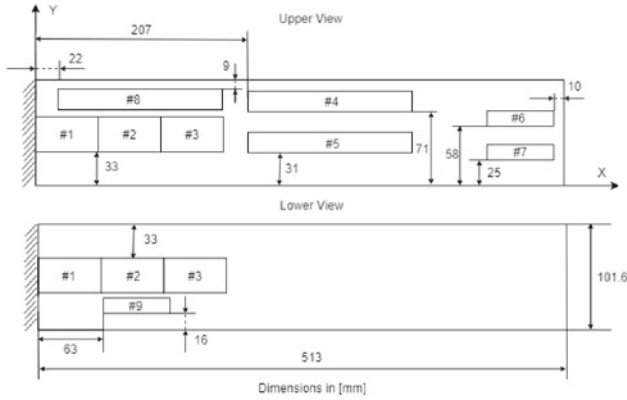 Y
Upper View
207
22
9
10
#8
#4
#6
#1 #2 #3
#5
71
58
#7
33
31
25
X
Lower View
33
#1 #2 #3
101.6
#9
16
63
513
Dimensions in [mm]